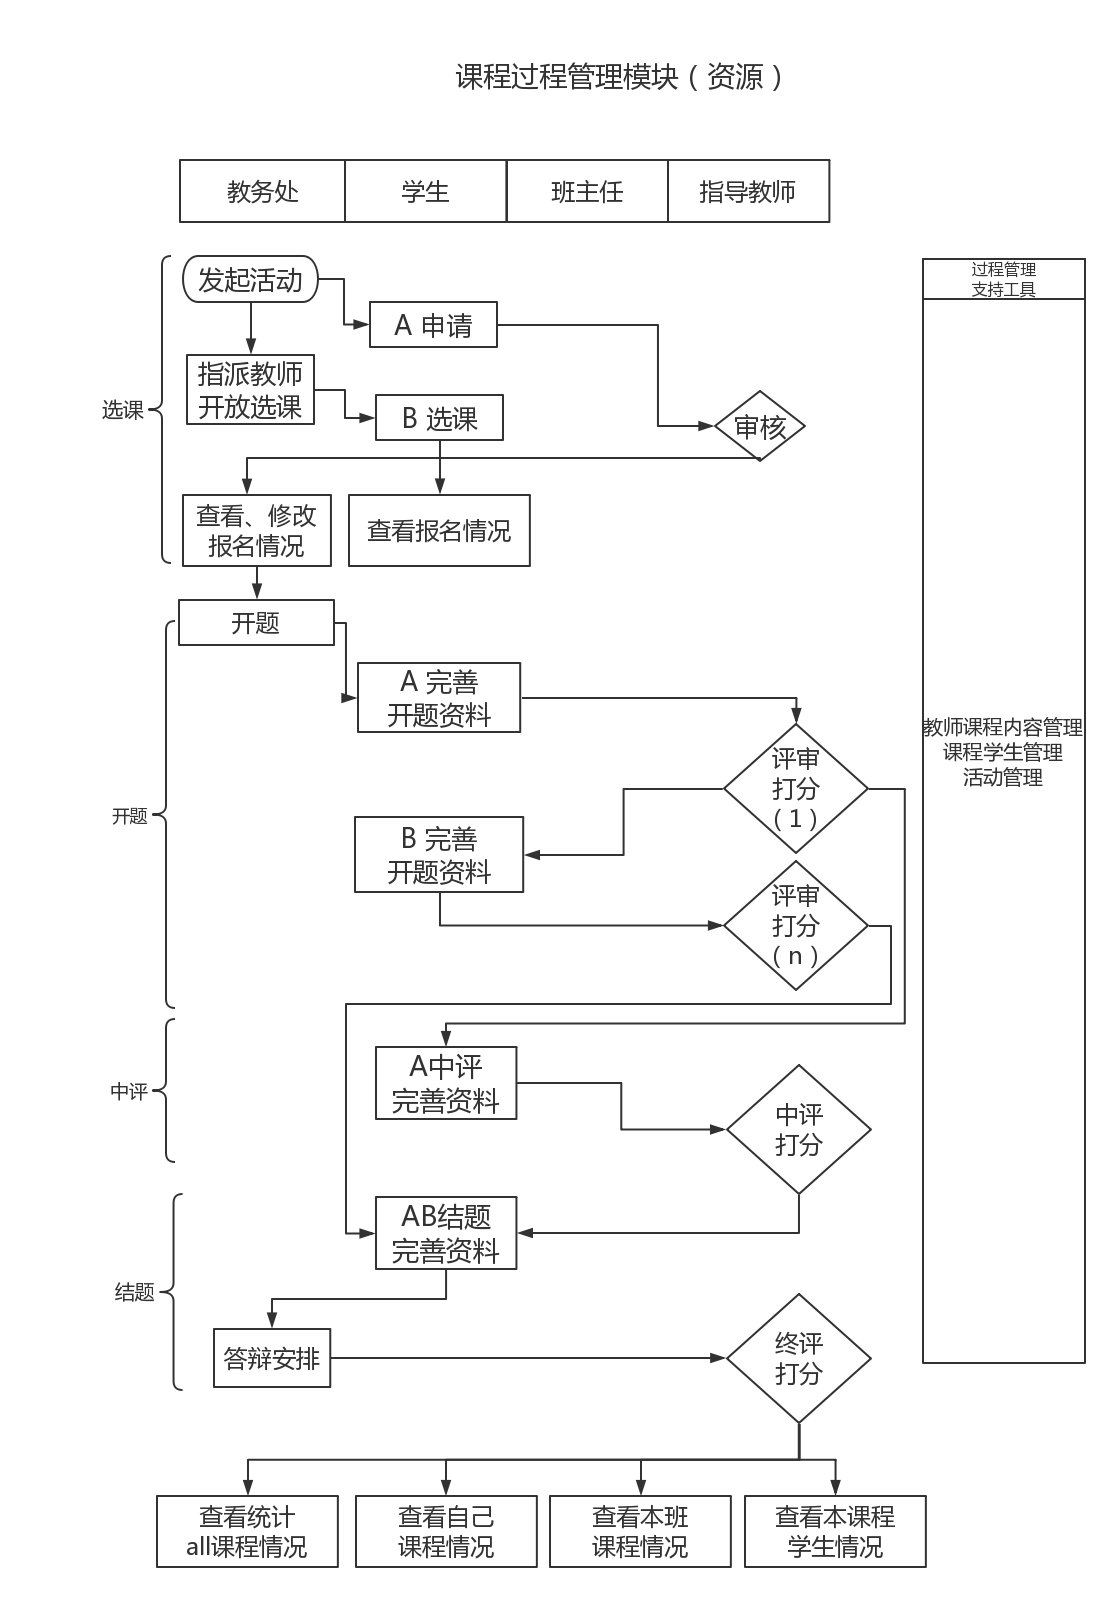 课程过程管理模块（资源）
教务处
学生
班主任
指导教师
发起活动
过程管理
支持工具
A 申请
指派教师
开放选课
B 选课
选课
审核
查看、修改
报名情况
查看报名情况
开题
A 完善
开题资料
教师课程内容管理
课程学生管理
活动管理
评审
打分
（1）
开题
B 完善
开题资料
评审
打分
（n）
A中评
完善资料
中评
中评
打分
AB结题
完善资料
结题
答辩安排
终评
打分
查看统计
all课程情况
查看自己
课程情况
查看本班
课程情况
查看本课程
学生情况